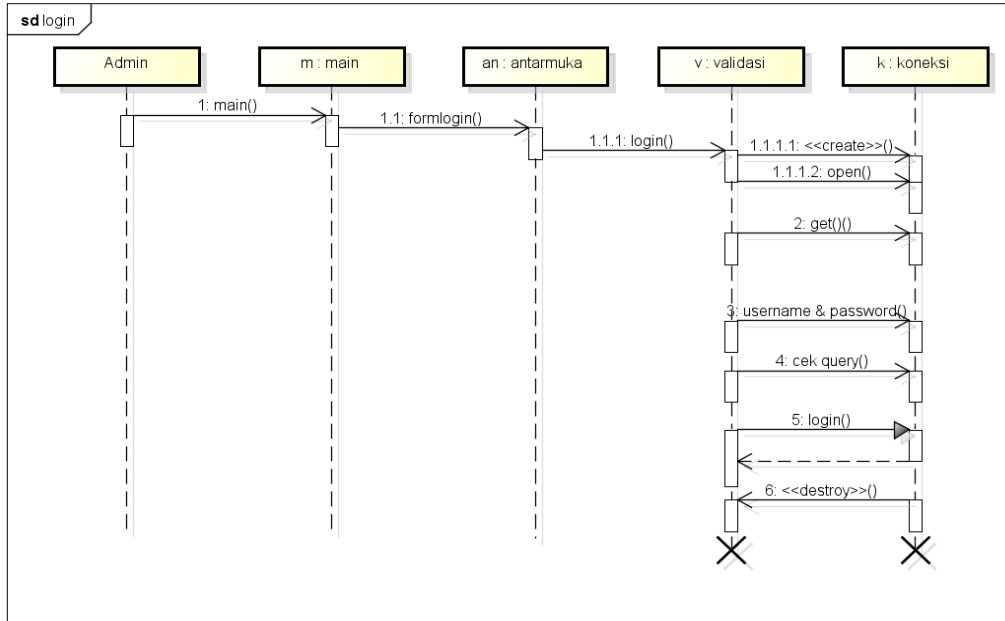 sd login
Admin
m : main
an : antarmuka
v : validasi
k : koneksi
1: main()
1.1: formlogin()
1.1.1: login()
1.1.1.1: <<create>>()
1.1.1.2: open()
2: get()()
3: username & password()
4: cek query()
5: login()
6: <<destroy>>()